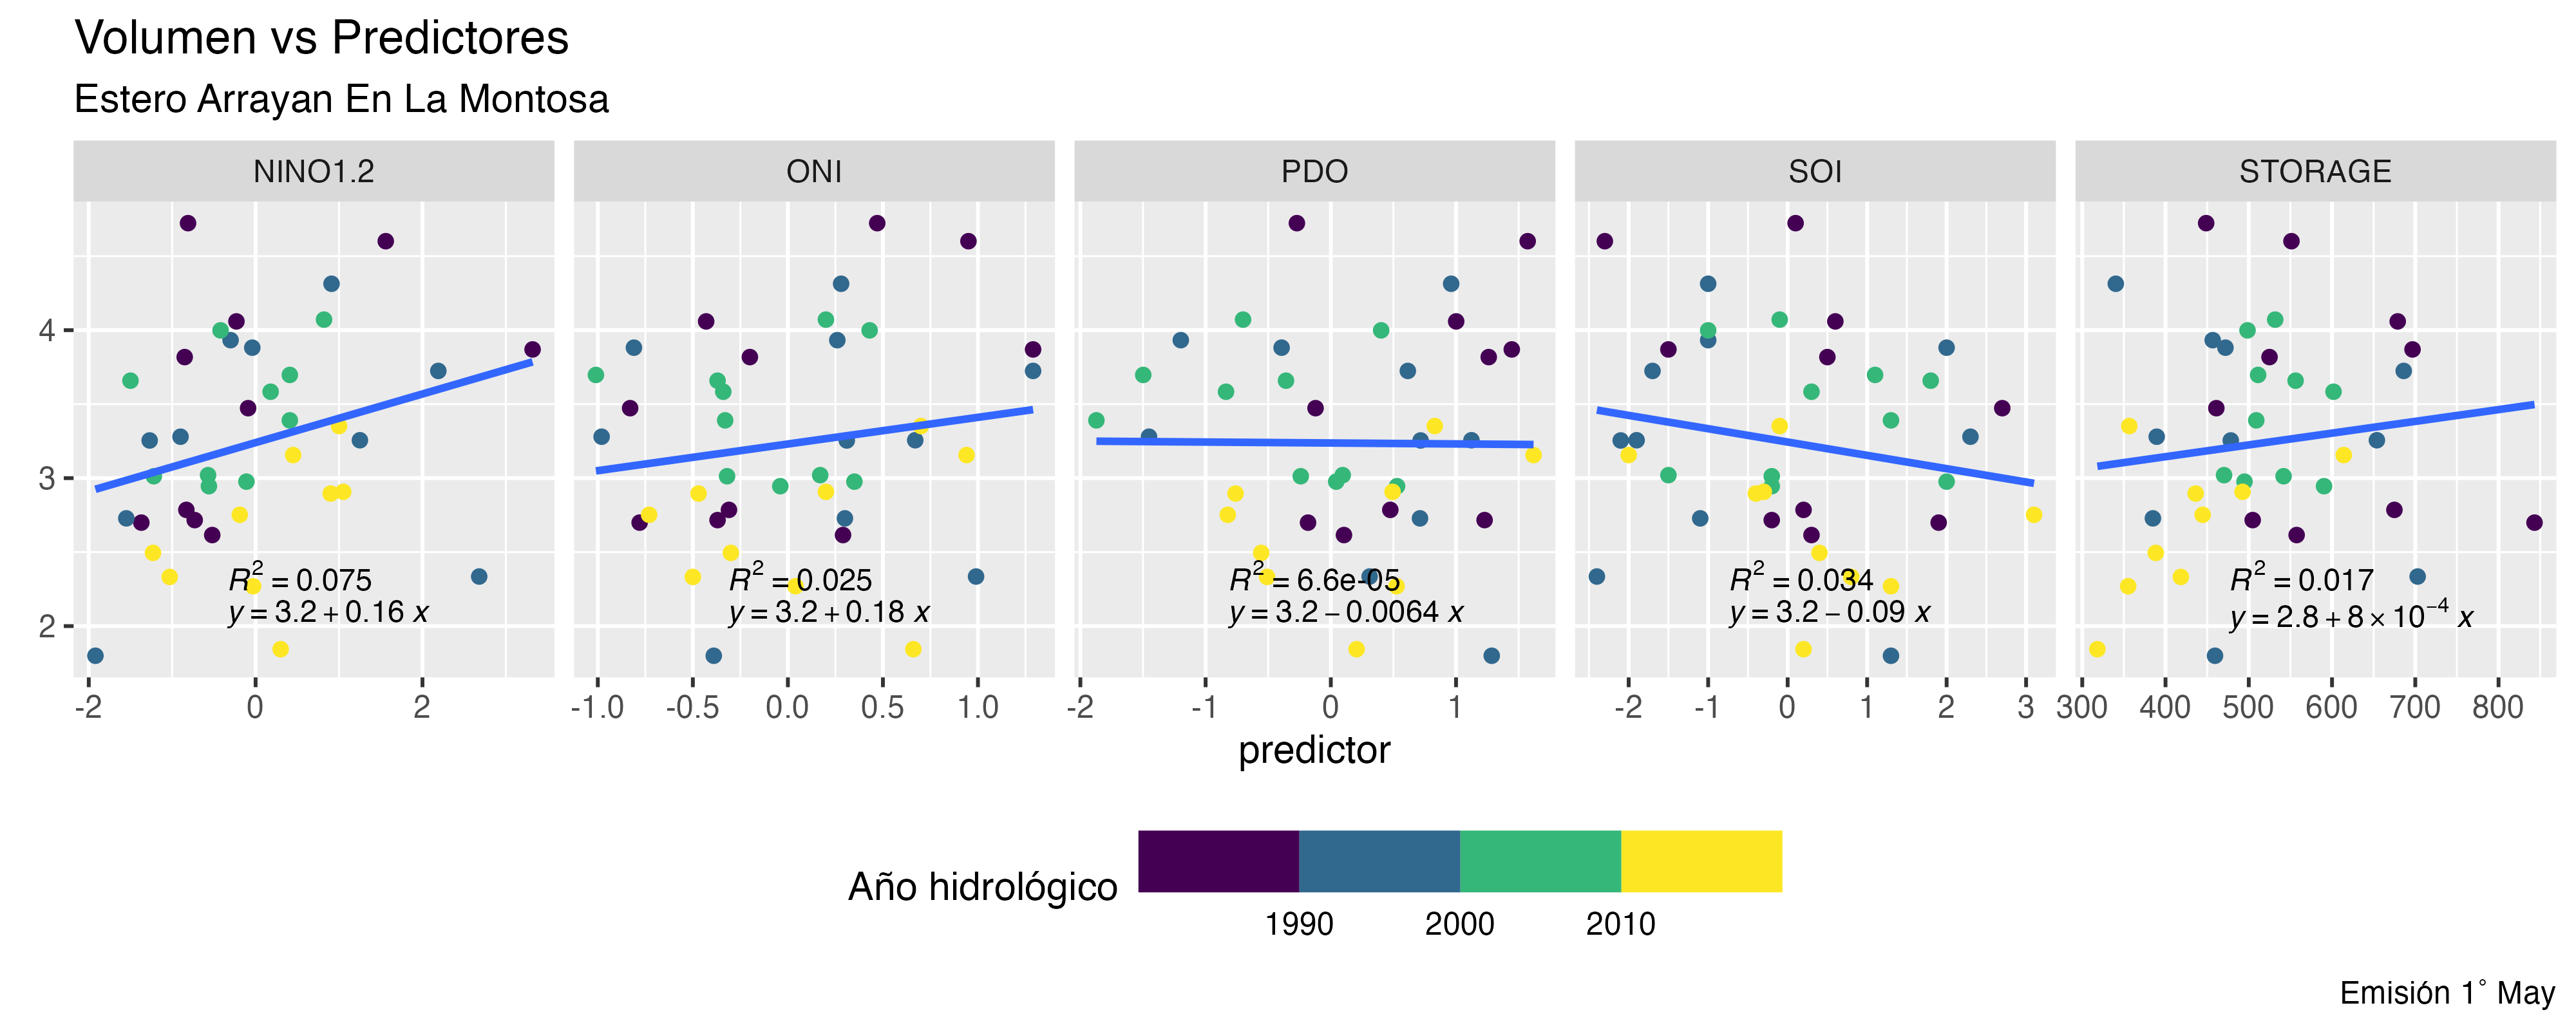 Volumen vs Predictores
Estero Arrayan En La Montosa
NINO1.2 ONI PDO SOI STORAGE
4
3
2
R² = 0.075 R² = 0.025 R² = 6.6e-05 R² = 0.034 R² = 0.017
y = 3.2 + 0.16 x y = 3.2 + 0.18 x y = 3.2 − 0.0064 x y = 3.2 − 0.09 x y = 2.8 + 8 × 10⁻⁴ x
-2 0 2 -1.0 -0.5 0.0 0.5 1.0 -2 -1 0 1 -2 -1 0 1 2 3 300 400 500 600 700 800
predictor
Año hidrológico
1990 2000 2010
Emisión 1° May